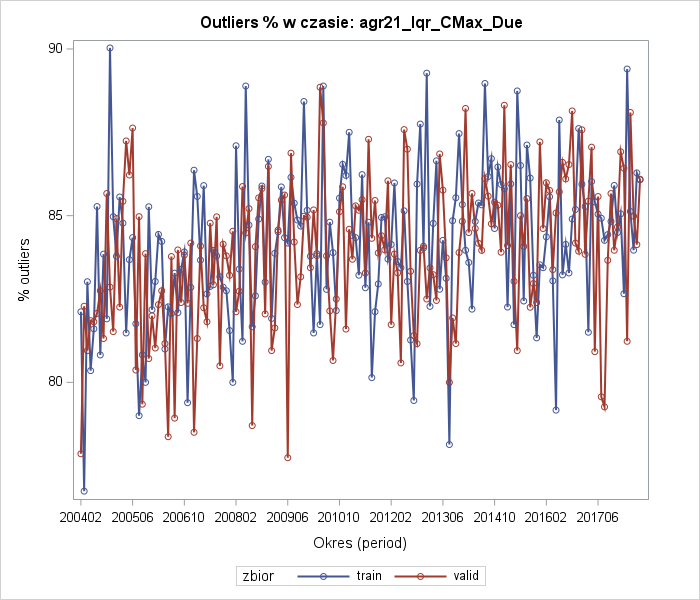 Outliers % w czasie: agr21_Iqr_CMax_Due
% outliers
90
85
80
200402 200506 200610 200802 200906 201010 201202 201306 201410 201602 201706
Okres (period)
zbior train valid